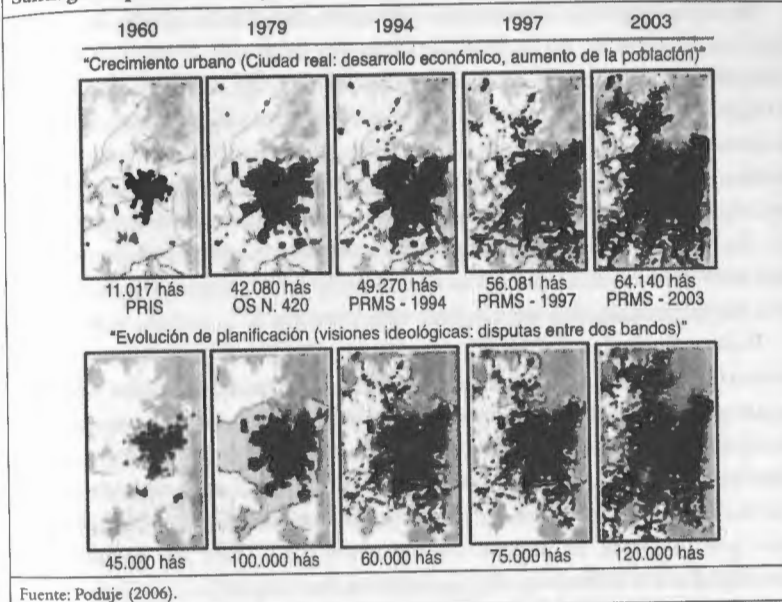 1960 1979 1994 1997 2003
"Crecimiento urbano (Ciudad real: desarrollo económico, aumento de la población)"
11.017 hás 42.080 hás 49.270 hás 56.081 hás 64.140 hás
PRIS OS N. 420 PRMS - 1994 PRMS - 1997 PRMS - 2003
"Evolución de planificación (visiones ideológicas: disputas entre dos bandos)"
45.000 hás 100.000 hás 60.000 hás 75.000 hás 120.000 hás
Fuente: Poduje (2006).